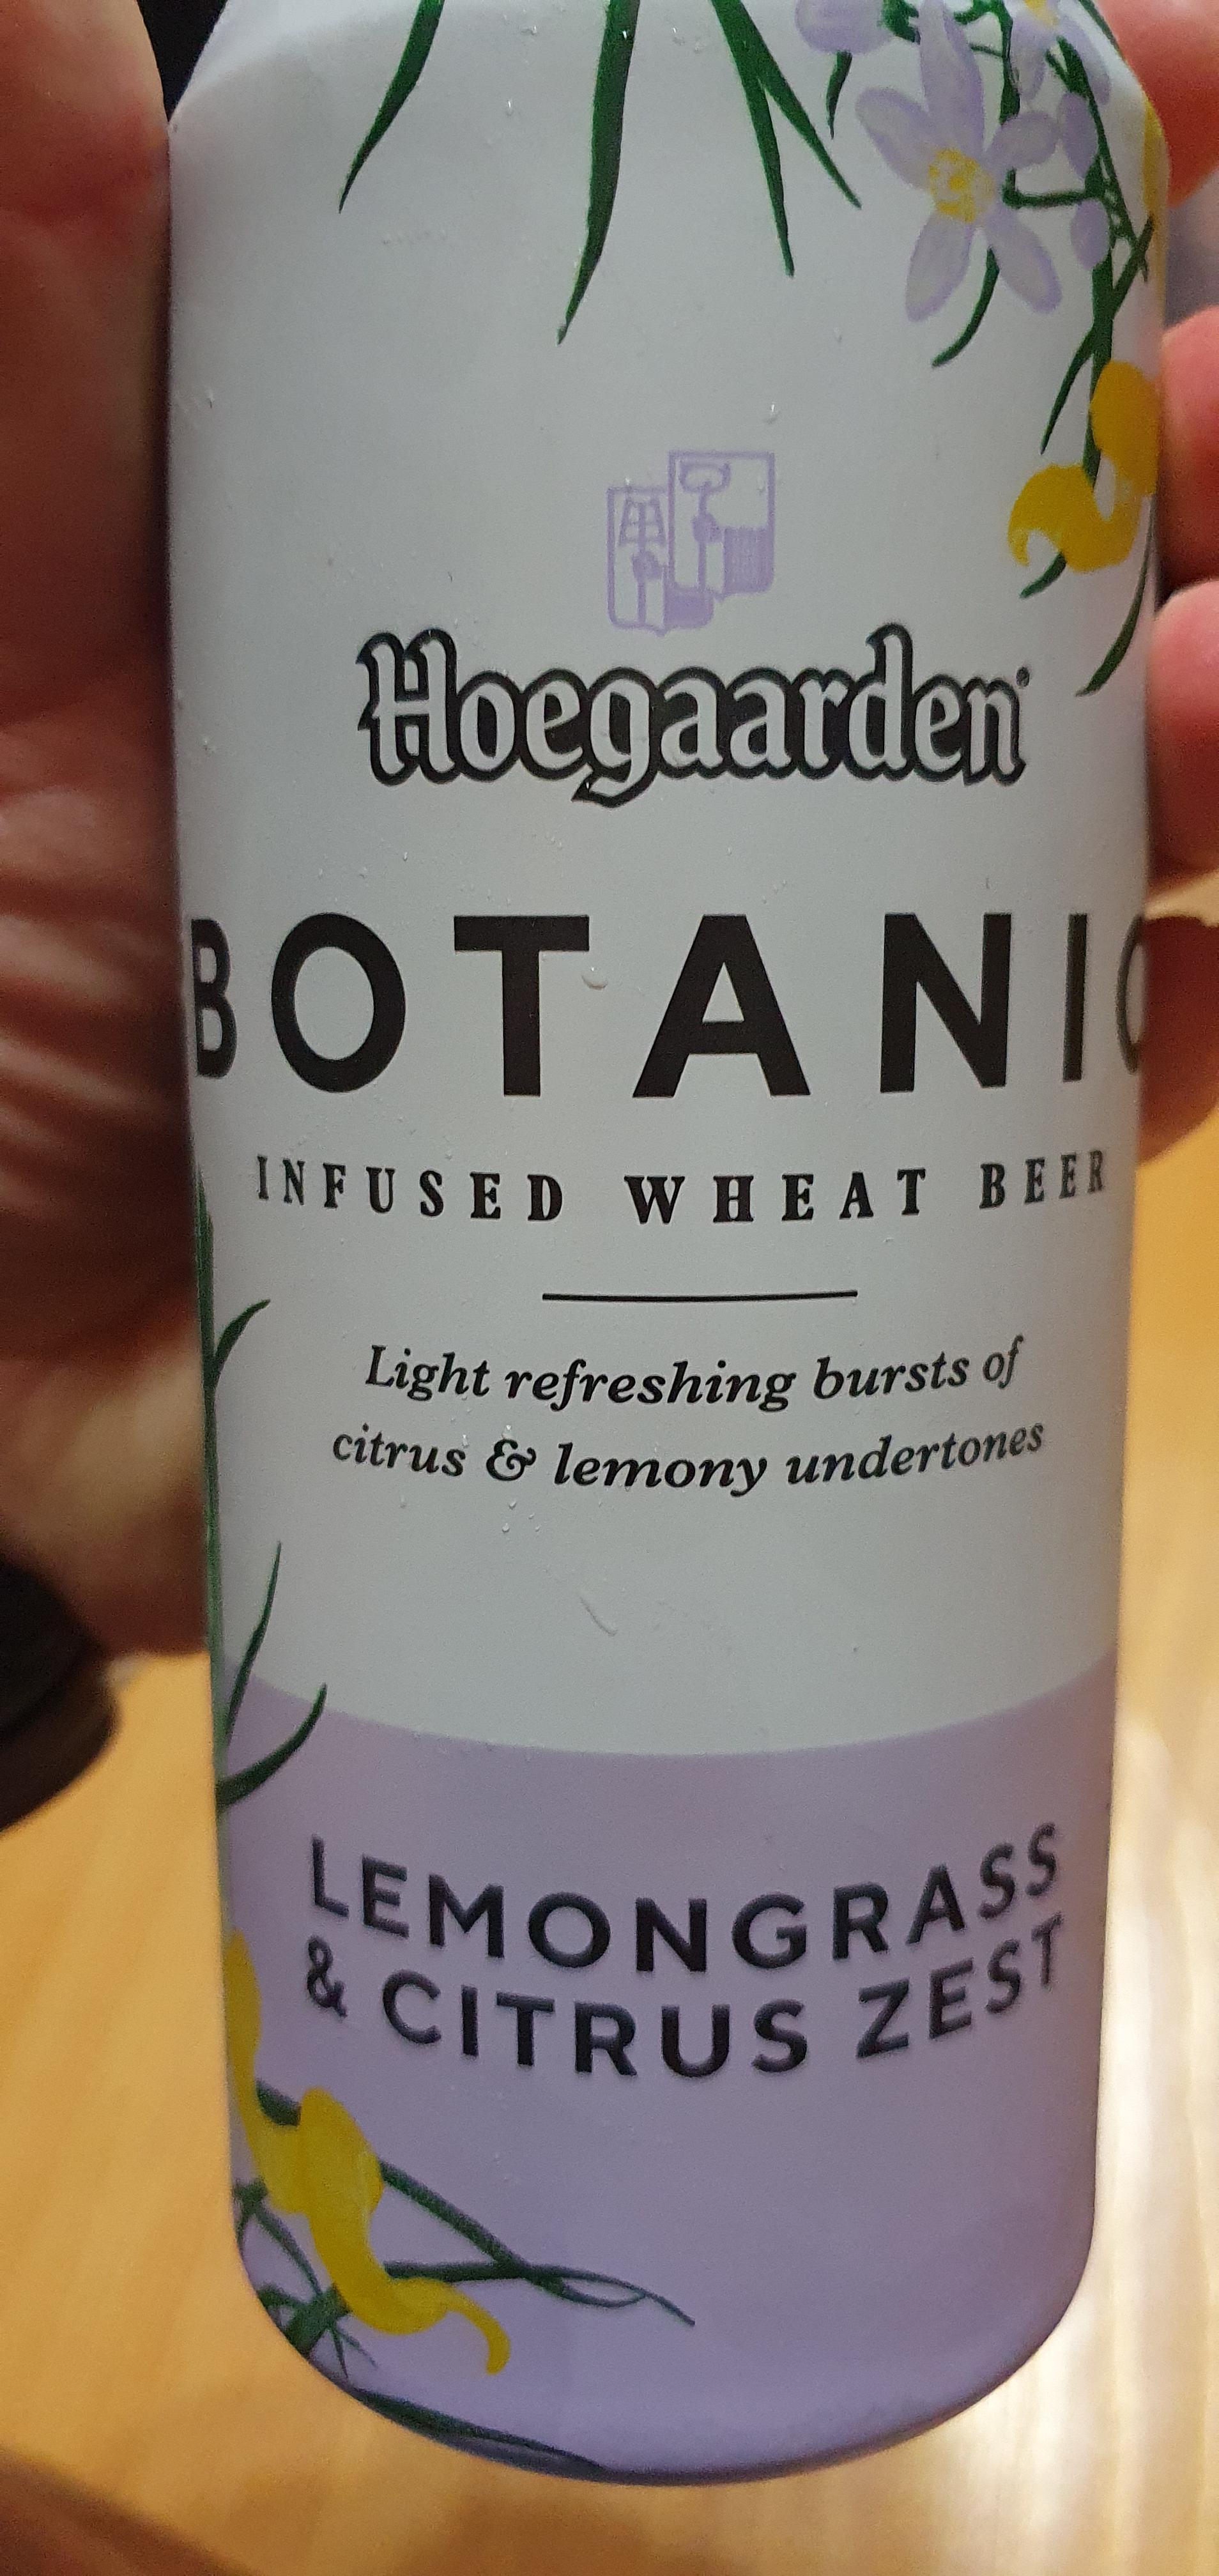 Hoegaarden
BOTANIC
INFUSED WHEAT BEER
Light refreshing bursts of
citrus & lemony undertones
LEMONGRASS
& CITRUS ZEST